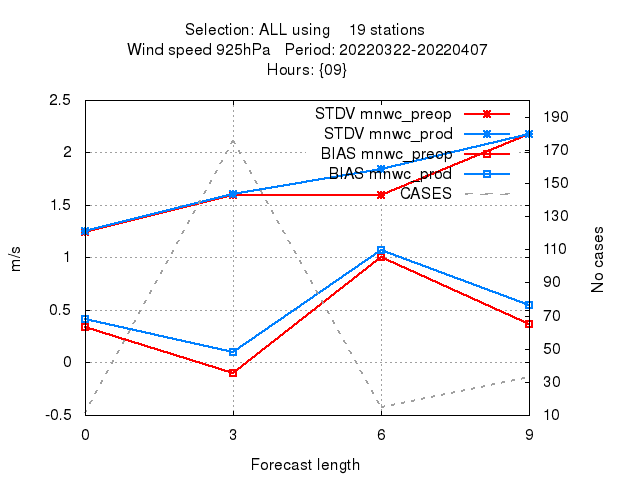 Selection: ALL using    19 stations
Wind speed 925hPa   Period: 20220322-20220407
Hours: {09}
STDV mnwc_preop
STDV mnwc_prod
BIAS mnwc_preop
BIAS mnwc_prod
CASES
2.5
2
1.5
1
0.5
0
-0.5
m/s
190
170
150
130
110
90
70
50
30
10
No cases
0 3 6 9
Forecast length